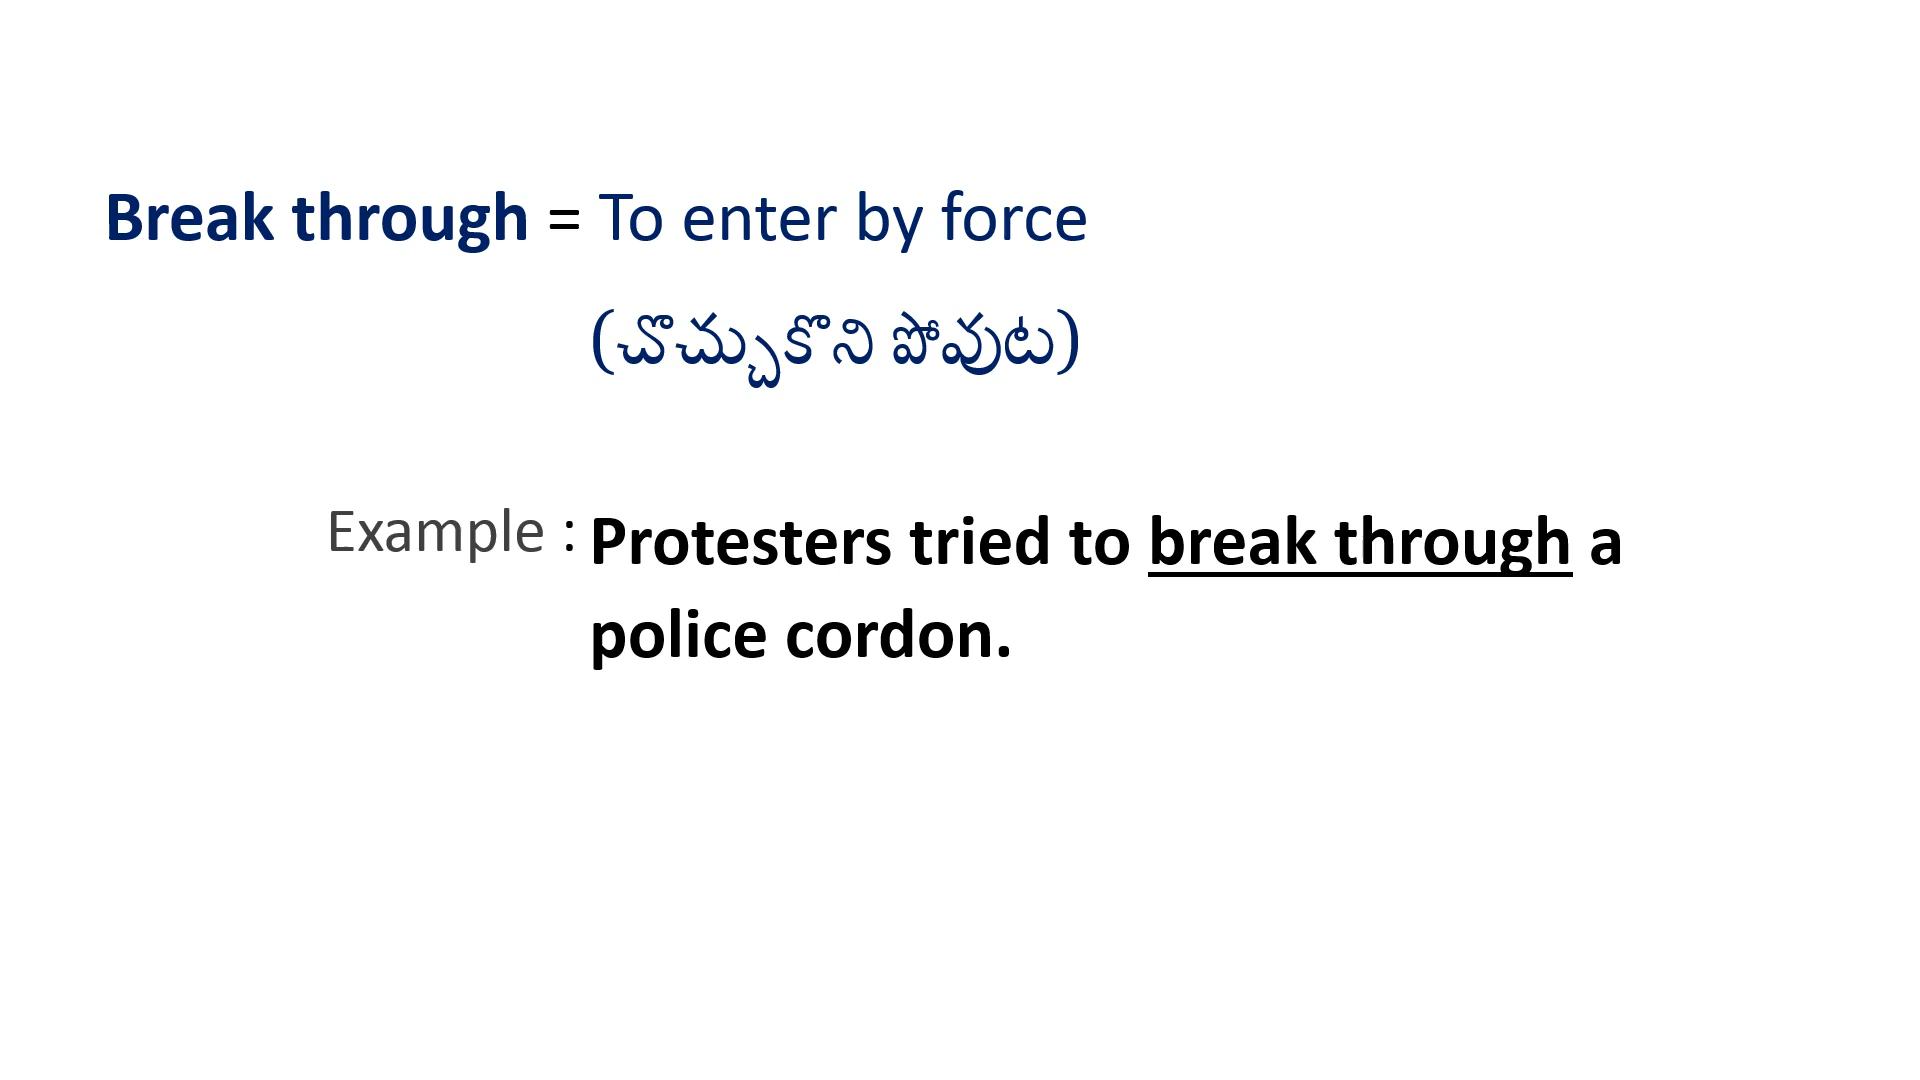 Break through = To enter by force
(చొచ్చుకొని పోవుట)
Example : Protesters tried to break through a
police cordon.